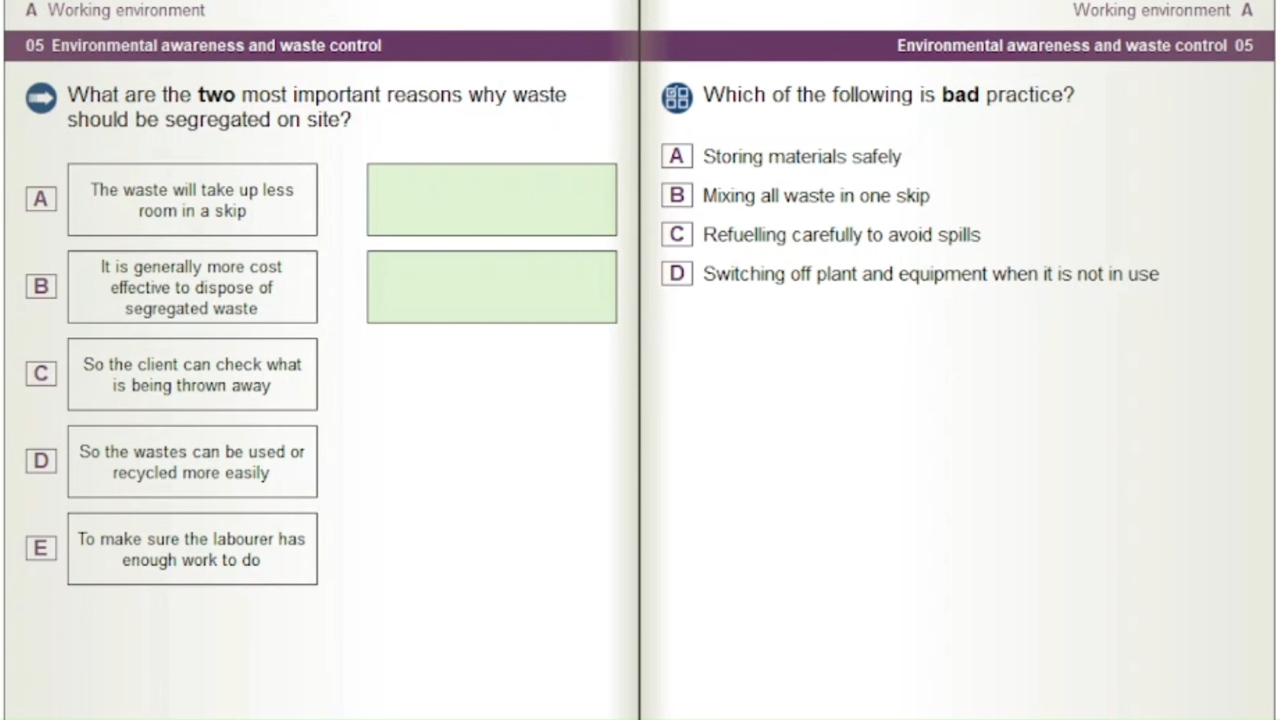 A Working environment
05 Environmental awareness and waste control
What are the two most important reasons why waste
should be segregated on site?
A
The waste will take up less
room in a skip
B
It is generally more cost
effective to dispose of
segregated waste
C
So the client can check what
is being thrown away
D
So the wastes can be used or
recycled more easily
E
To make sure the labourer has
enough work to do
Working environment A
Environmental awareness and waste control 05
Which of the following is bad practice?
A Storing materials safely
B Mixing all waste in one skip
C Refuelling carefully to avoid spills
D Switching off plant and equipment when it is not in use